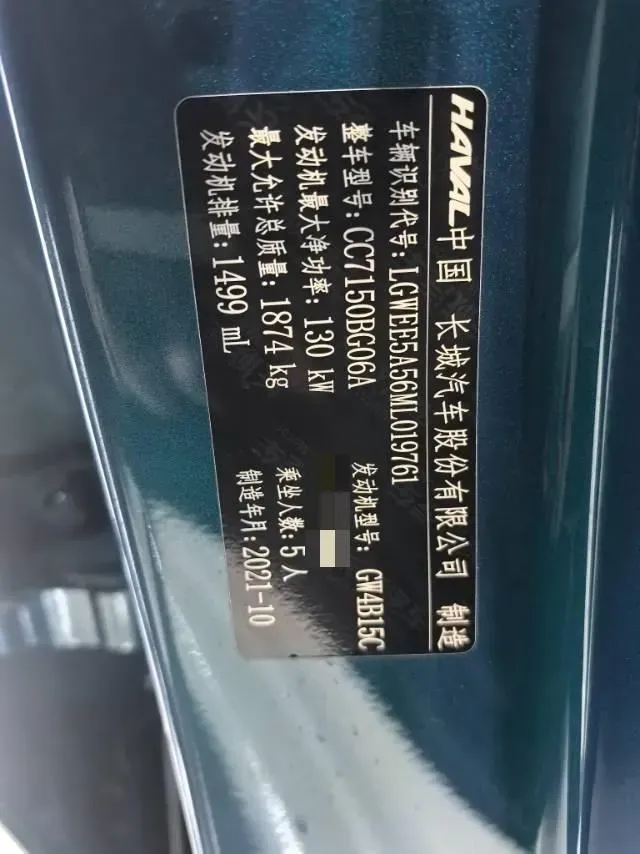 HAVAL 中国 长城汽车股份有限公司 制造
车辆识别代号: LGWEE5A56ML019761
整车型号: CC7150BG06A 发动机型号: GW4B15C
发动机最大净功率: 130 kW
最大允许总质量: 1874 kg 乘坐人数: 5 人
发动机排量: 1499 mL 制造年月: 2021-10